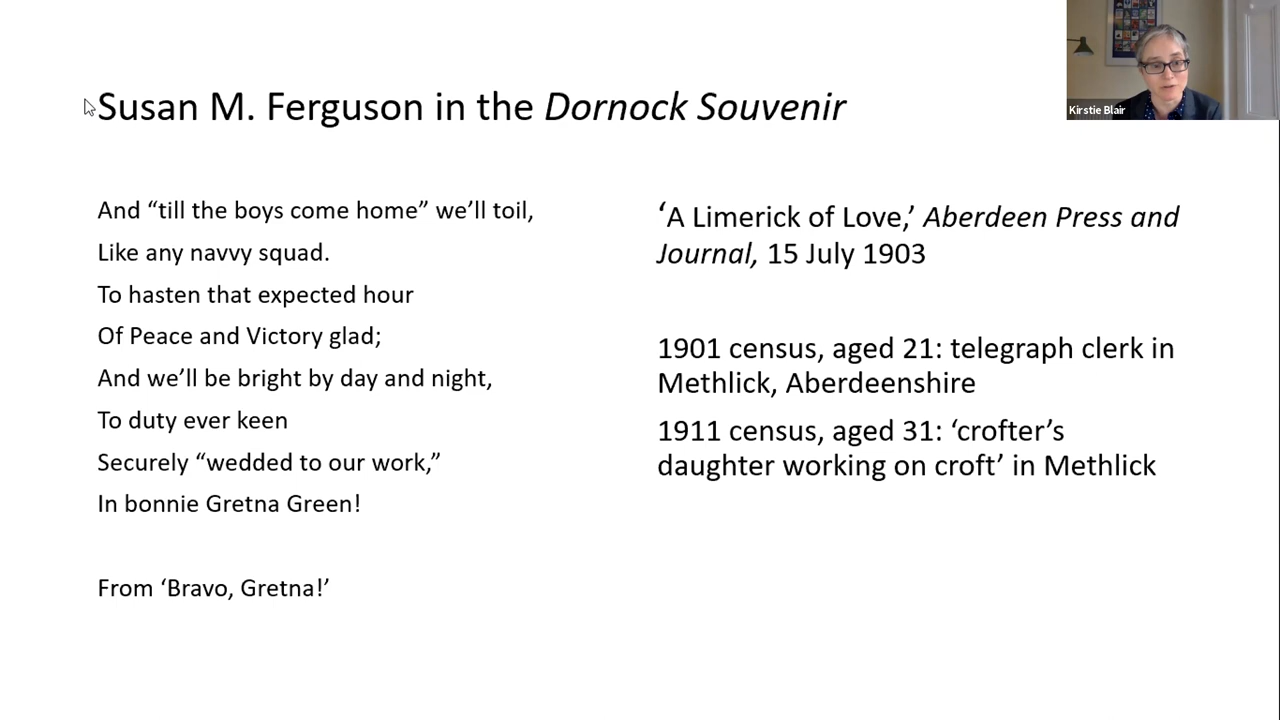 Kirstie Blair
Susan M. Ferguson in the Dornock Souvenir
And “till the boys come home” we’ll toil,
Like any navvy squad.
To hasten that expected hour
Of Peace and Victory glad;
And we’ll be bright by day and night,
To duty ever keen
Securely “wedded to our work,”
In bonnie Gretna Green!
From ‘Bravo, Gretna!’
‘A Limerick of Love,’ Aberdeen Press and
Journal, 15 July 1903
1901 census, aged 21: telegraph clerk in
Methlick, Aberdeenshire
1911 census, aged 31: ‘crofter’s
daughter working on croft’ in Methlick